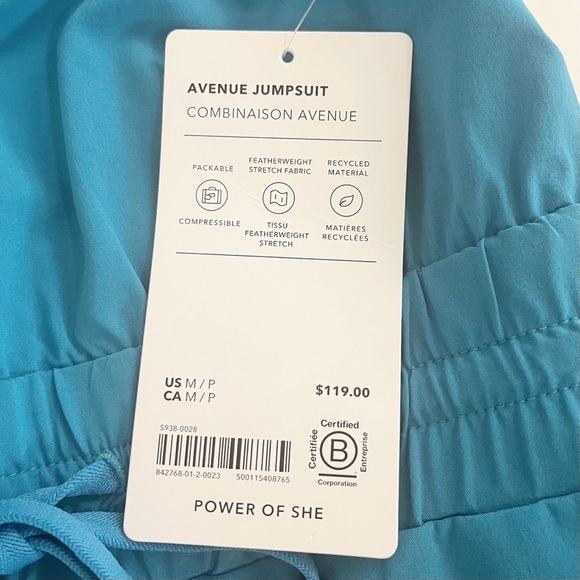 AVENUE JUMPSUIT
COMBINAISON AVENUE
PACKABLE
COMPRESSIBLE
FEATHERWEIGHT
STRETCH FABRIC
TISSU
FEATHERWEIGHT
STRETCH
RECYCLED
MATERIAL
MATIÈRES
RECYCLÉES
US M / P
CA M / P
$119.00
S938-0028
842768-01-2-0023 500115408765
Certified
Certifiée
B
Entreprise
Corporation
POWER OF SHE